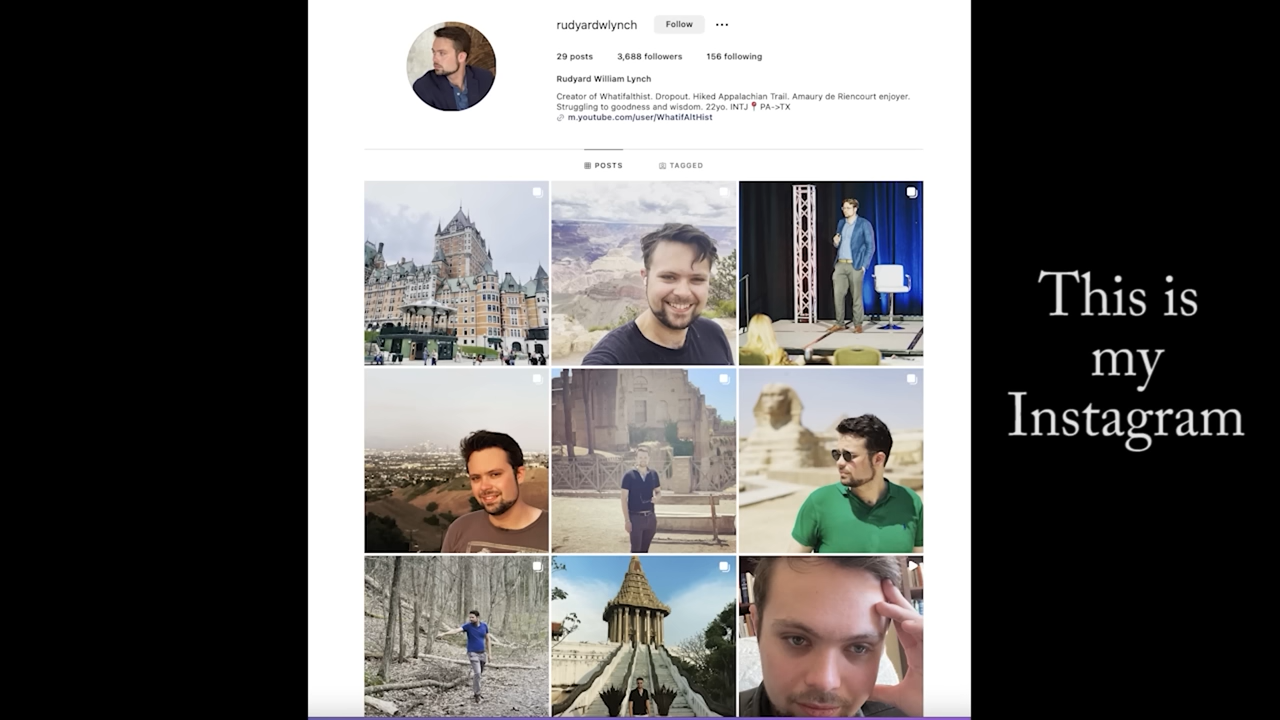 rudyardwlynch Follow
29 posts 3,688 followers 156 following
Rudyard William Lynch
Creator of Whatifalthist. Dropout. Hiked Appalachian Trail. Amaury de Riencourt enjoyer.
Struggling to goodness and wisdom. 22yo. INTJ📍PA->TX
m.youtube.com/user/WhatifAltHist
POSTS TAGGED
This is
my
Instagram